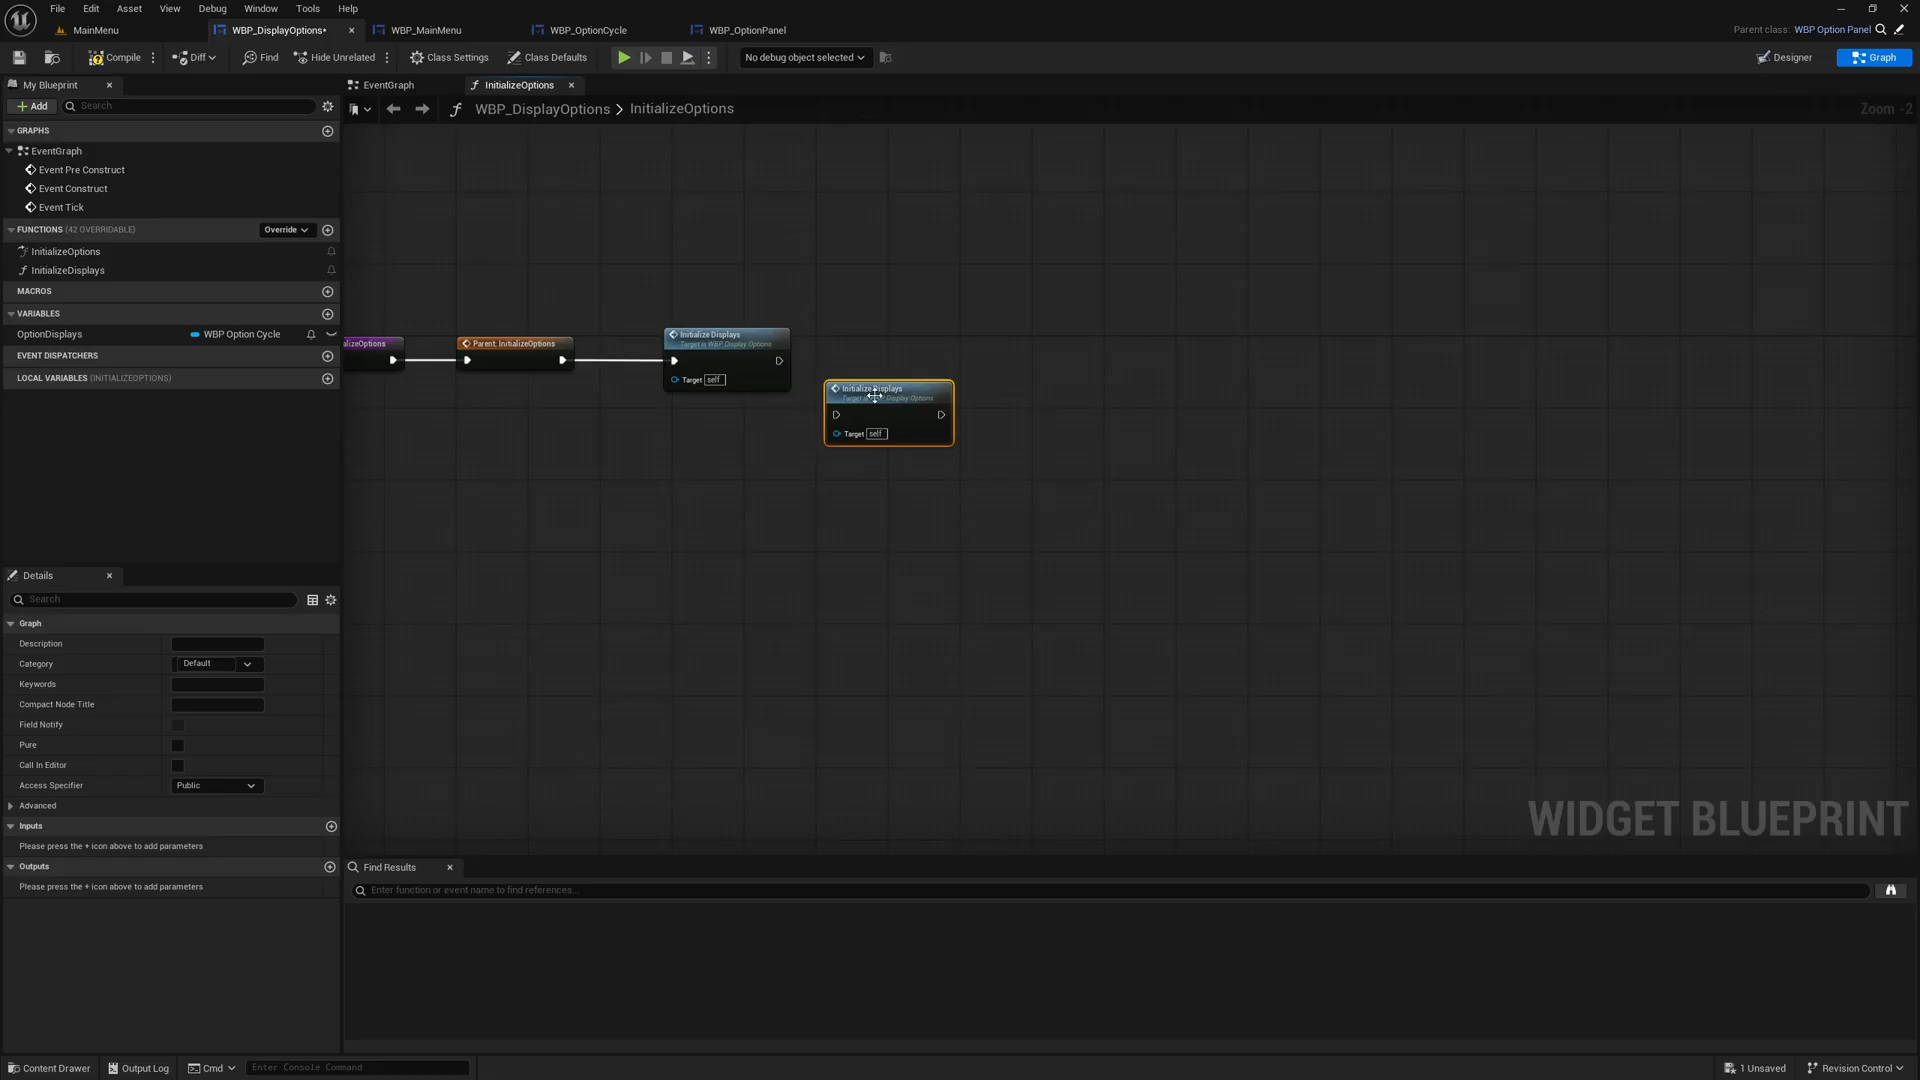 File Edit Asset View Debug Window Tools Help
MainMenu
WBP_DisplayOptions*
WBP_MainMenu
WBP_OptionCycle
WBP_OptionPanel
Parent class: WBP Option Panel
Compile
Diff
Find
Hide Unrelated
Class Settings
Class Defaults
No debug object selected
Designer
Graph
My Blueprint
Add
Search
GRAPHS
EventGraph
Event Pre Construct
Event Construct
Event Tick
FUNCTIONS (42 OVERRIDABLE)
Override
InitializeOptions
InitializeDisplays
MACROS
VARIABLES
OptionDisplays
WBP Option Cycle
EVENT DISPATCHERS
LOCAL VARIABLES (INITIALIZEOPTIONS)
EventGraph
InitializeOptions
WBP_DisplayOptions > InitializeOptions
Zoom -2
ializeOptions
Parent: InitializeOptions
Initialize Displays
Target is WBP Display Options
Target self
Initialize Displays
Display Options
Target self
WIDGET BLUEPRINT
Details
Search
Graph
Description
Category
Default
Keywords
Compact Node Title
Field Notify
Pure
Call In Editor
Access Specifier
Public
Advanced
Inputs
Please press the + icon above to add parameters
Outputs
Please press the + icon above to add parameters
Find Results
Enter function or event name to find references...
Content Drawer
Output Log
Cmd
Enter Console Command
1 Unsaved
Revision Control